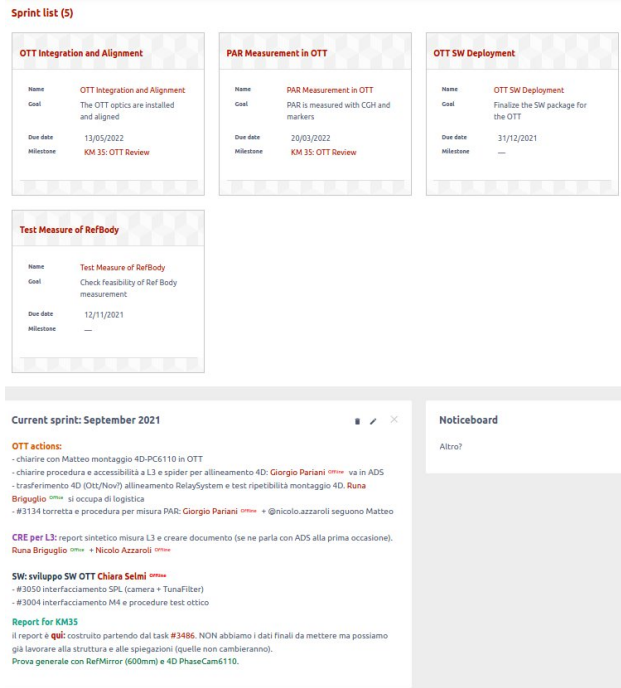 Sprint list (5)
OTT Integration and Alignment
Name OTT Integration and Alignment
Goal The OTT optics are installed
and aligned
Due date 13/05/2022
Milestone KM 35: OTT Review
PAR Measurement in OTT
Name PAR Measurement in OTT
Goal PAR is measured with CGH and
markers
Due date 20/03/2022
Milestone KM 35: OTT Review
OTT SW Deployment
Name OTT SW Deployment
Goal Finalize the SW package for
the OTT
Due date 31/12/2021
Milestone —
Test Measure of RefBody
Name Test Measure of RefBody
Goal Check feasibility of Ref Body
measurement
Due date 12/11/2021
Milestone —
Current sprint: September 2021
OTT actions:
- chiarire con Matteo montaggio 4D-PC6110 in OTT
- chiarire procedura e accessibilità a L3 e spider per allineamento 4D: Giorgio Pariani Offline va in ADS
- trasferimento 4D (Ott/Nov?) allineamento RelaySystem e test ripetibilità montaggio 4D. Runa
Briguglio Office si occupa di logistica
- #3134 torretta e procedura per misura PAR: Giorgio Pariani Offline + @nicolo.azzaroli seguono Matteo
CRE per L3: report sintetico misura L3 e creare documento (se ne parla con ADS alla prima occasione).
Runa Briguglio Office + Nicolo Azzaroli Offline
SW: sviluppo SW OTT Chiara Selmi Offline
- #3050 interfacciamento SPL (camera + TunaFilter)
- #3004 interfacciamento M4 e procedure test ottico
Report for KM35
il report è qui: costruito partendo dal task #3486. NON abbiamo i dati finali da mettere ma possiamo
già lavorare alla struttura e alle spiegazioni (quelle non cambieranno).
Prova generale con RefMirror (600mm) e 4D PhaseCam6110.
Noticeboard
Altro?